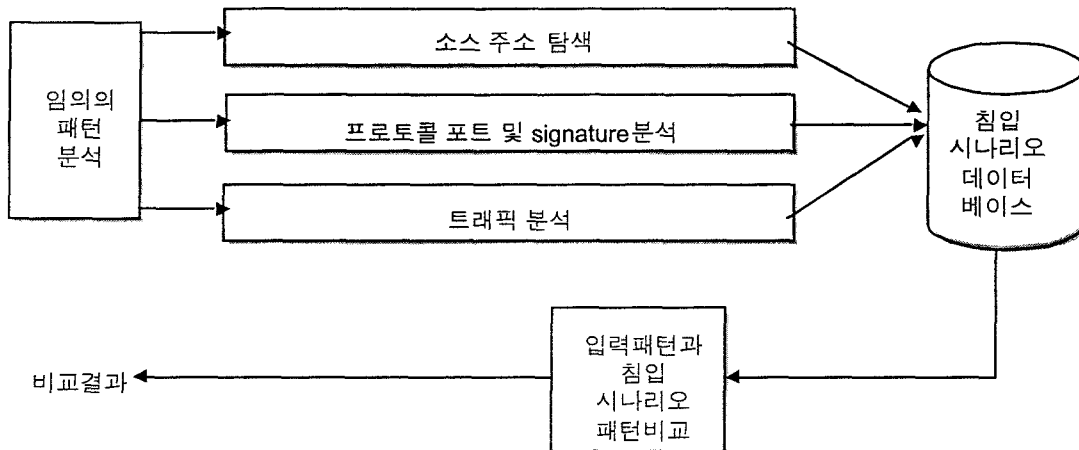 임의의
패턴
분석
소스 주소 탐색
프로토콜 포트 및 signature분석
트래픽 분석
침입
시나리오
데이터
베이스
입력패턴과
침입
시나리오
패턴비교
비교결과